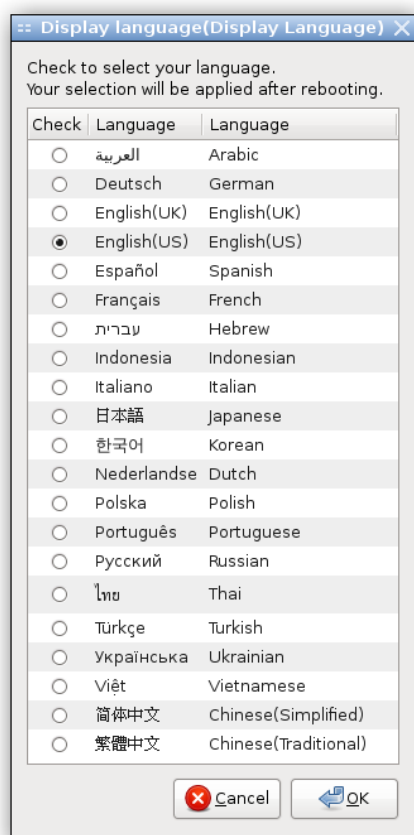 Display language(Display Language)
Check to select your language.
Your selection will be applied after rebooting.
Check Language Language
العربية Arabic
Deutsch German
English(UK) English(UK)
English(US) English(US)
Español Spanish
Français French
עברית Hebrew
Indonesia Indonesian
Italiano Italian
日本語 Japanese
한국어 Korean
Nederlandse Dutch
Polska Polish
Português Portuguese
Русский Russian
ไทย Thai
Türkçe Turkish
Українська Ukrainian
Việt Vietnamese
简体中文 Chinese(Simplified)
繁體中文 Chinese(Traditional)
Cancel OK